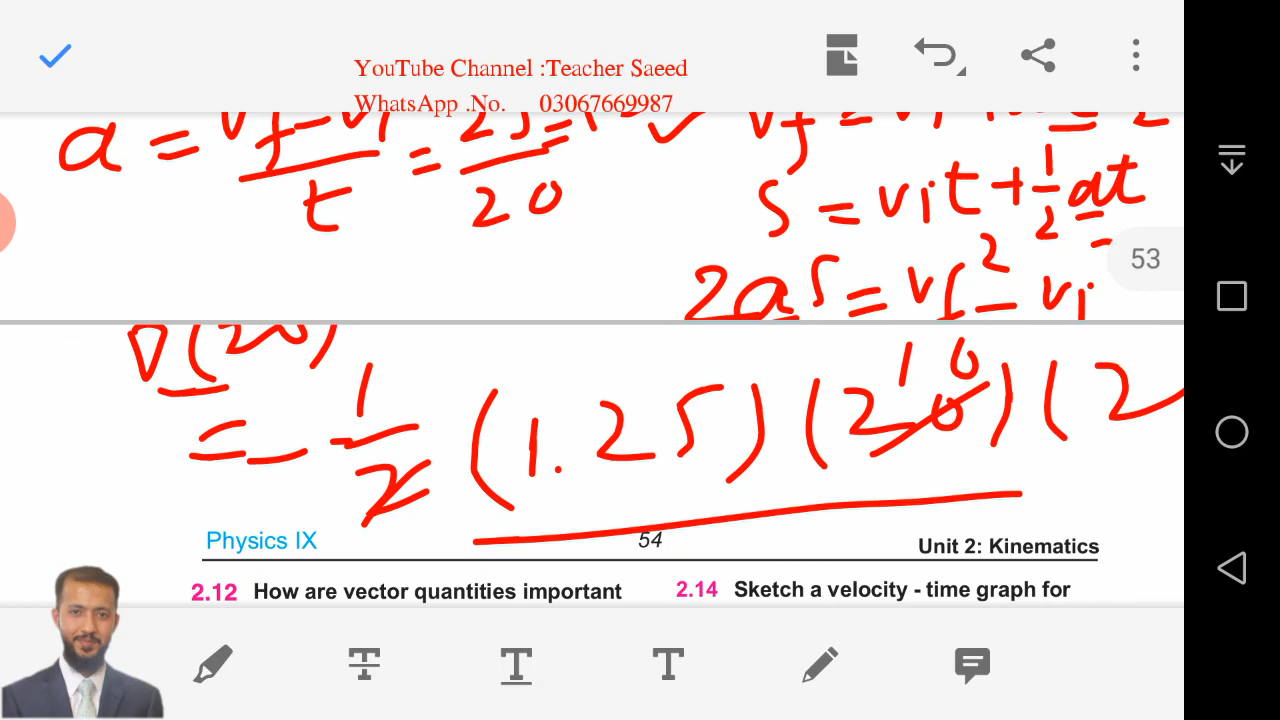 YouTube Channel :Teacher Saeed
WhatsApp .No. 03067669987
a = vf-vi/t = 25/20
S = vit + 1/2 at
2aS = vf² - vi
53
(20)
= - 1/2 (1.25) (20) (2
10
Physics IX 54 Unit 2: Kinematics
2.12 How are vector quantities important
2.14 Sketch a velocity - time graph for